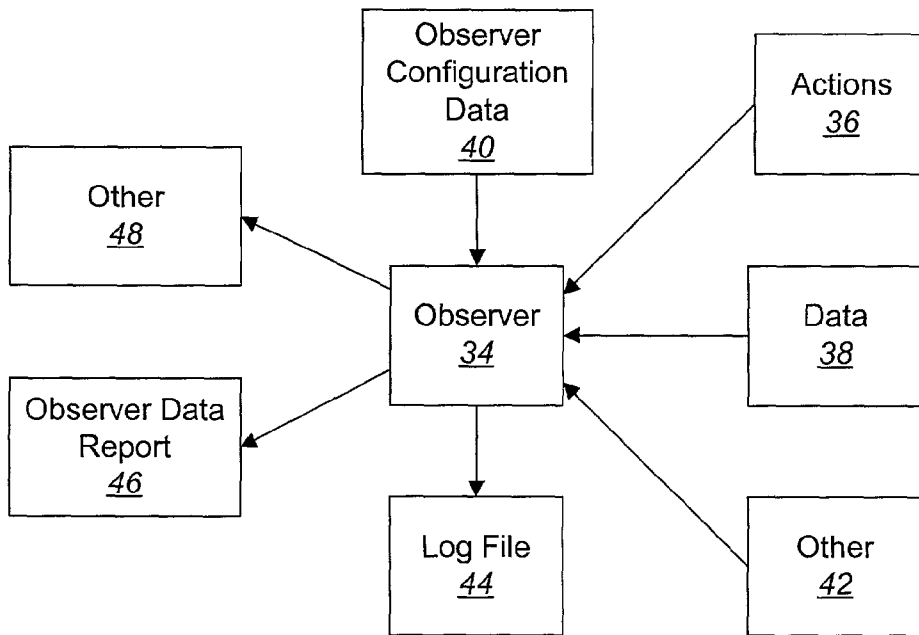 Observer
Configuration
Data
40
Actions
36
Other
48
Observer
34
Data
38
Observer Data
Report
46
Log File
44
Other
42